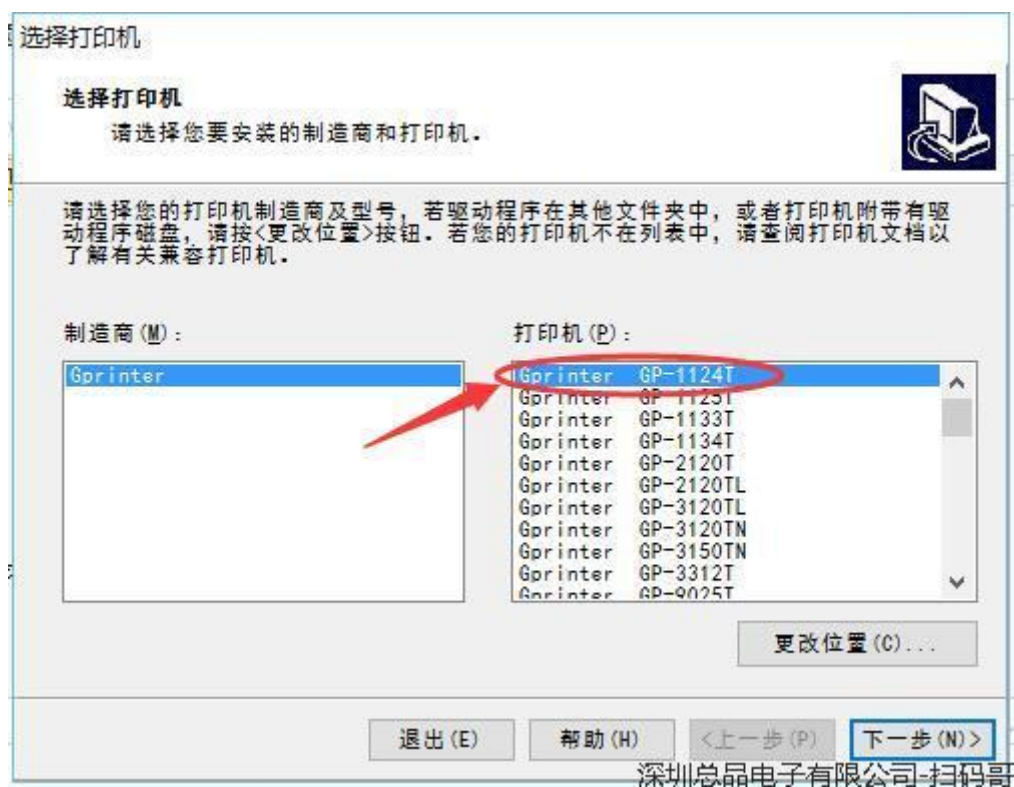 选择打印机
选择打印机
请选择您要安装的制造商和打印机.
请选择您的打印机制造商及型号, 若驱动程序在其他文件夹中, 或者打印机附带有驱
动程序磁盘, 请按<更改位置>按钮. 若您的打印机不在列表中, 请查阅打印机文档以
了解有关兼容打印机.
制造商(M):
打印机(P):
Gprinter
Gprinter GP-1124T
Gprinter GP-1125T
Gprinter GP-1133T
Gprinter GP-1134T
Gprinter GP-2120T
Gprinter GP-2120TL
Gprinter GP-3120TL
Gprinter GP-3120TN
Gprinter GP-3150TN
Gprinter GP-3312T
Gprinter GP-9025T
更改位置(C)...
退出(E)
帮助(H)
<上一步(P)
下一步(N)>
深圳总品电子有限公司-扫码哥